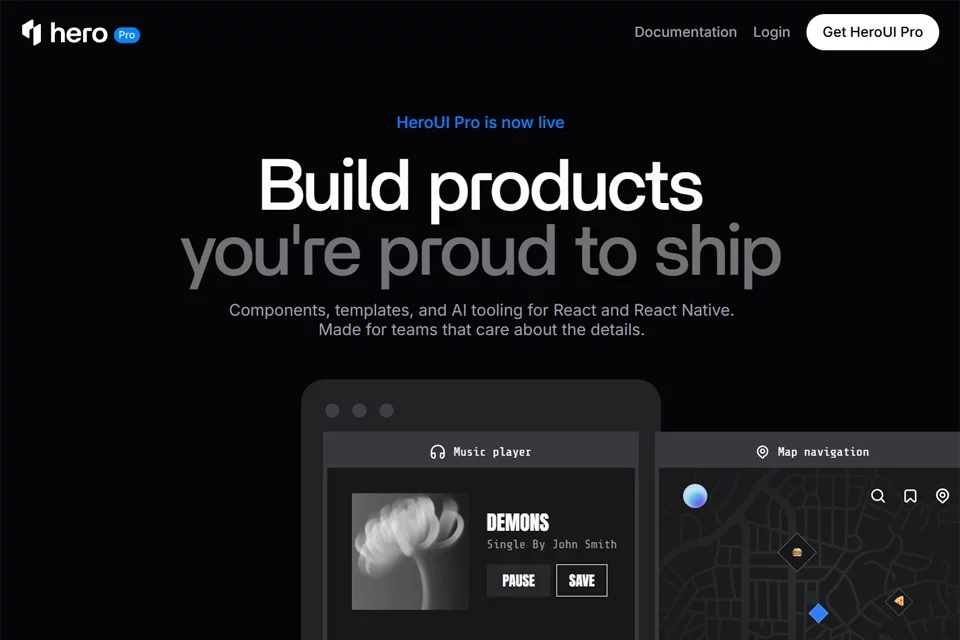 hero Pro
Documentation Login Get HeroUI Pro
HeroUI Pro is now live
Build products
you're proud to ship
Components, templates, and AI tooling for React and React Native.
Made for teams that care about the details.
Music player
Map navigation
DEMONS
Single By John Smith
PAUSE SAVE